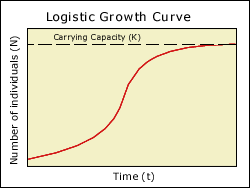 Logistic Growth Curve
Carrying Capacity (K)
Number of individuals (N)
Time (t)